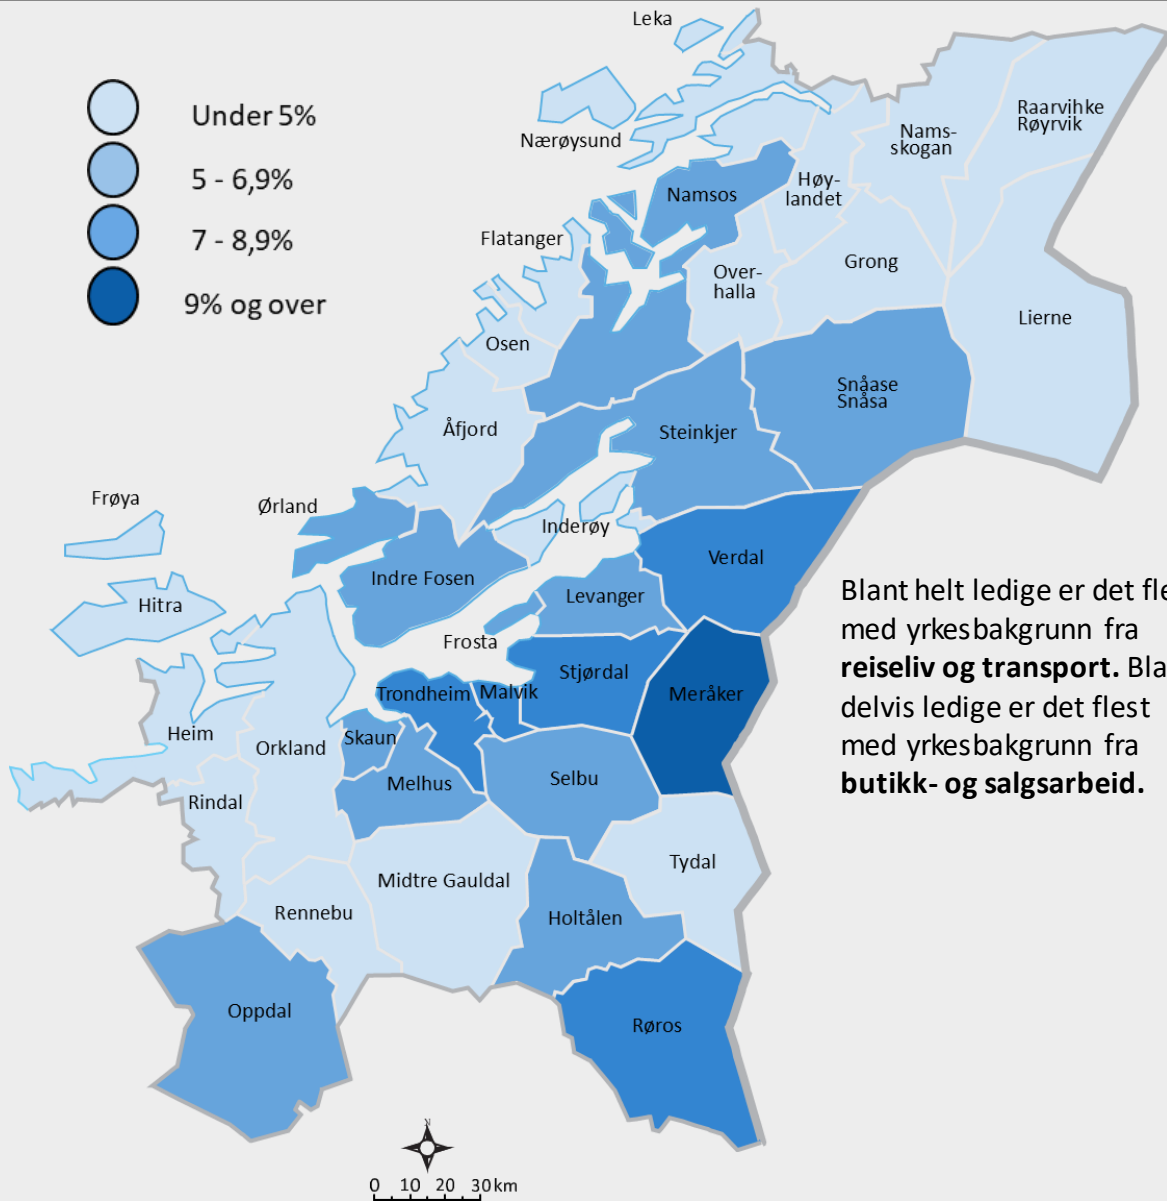 Leka
Under 5%
5 - 6,9%
7 - 8,9%
9% og over
Nærøysund
Raarvihke
Røyrvik
Nams-
skogan
Høy-
landet
Namsos
Flatanger
Over-
halla
Grong
Lierne
Osen
Snåase
Snåsa
Åfjord
Steinkjer
Frøya
Ørland
Inderøy
Verdal
Indre Fosen
Hitra
Levanger
Frosta
Stjørdal
Trondheim
Malvik
Meråker
Heim
Orkland
Skaun
Melhus
Selbu
Rindal
Tydal
Midtre Gauldal
Rennebu
Holtålen
Oppdal
Røros
Blant helt ledige er det
med yrkesbakgrunn fra
reiseliv og transport.
delvis ledige er det flest
med yrkesbakgrunn fra
butikk- og salgsarbeid.
N
0 10 20 30 km